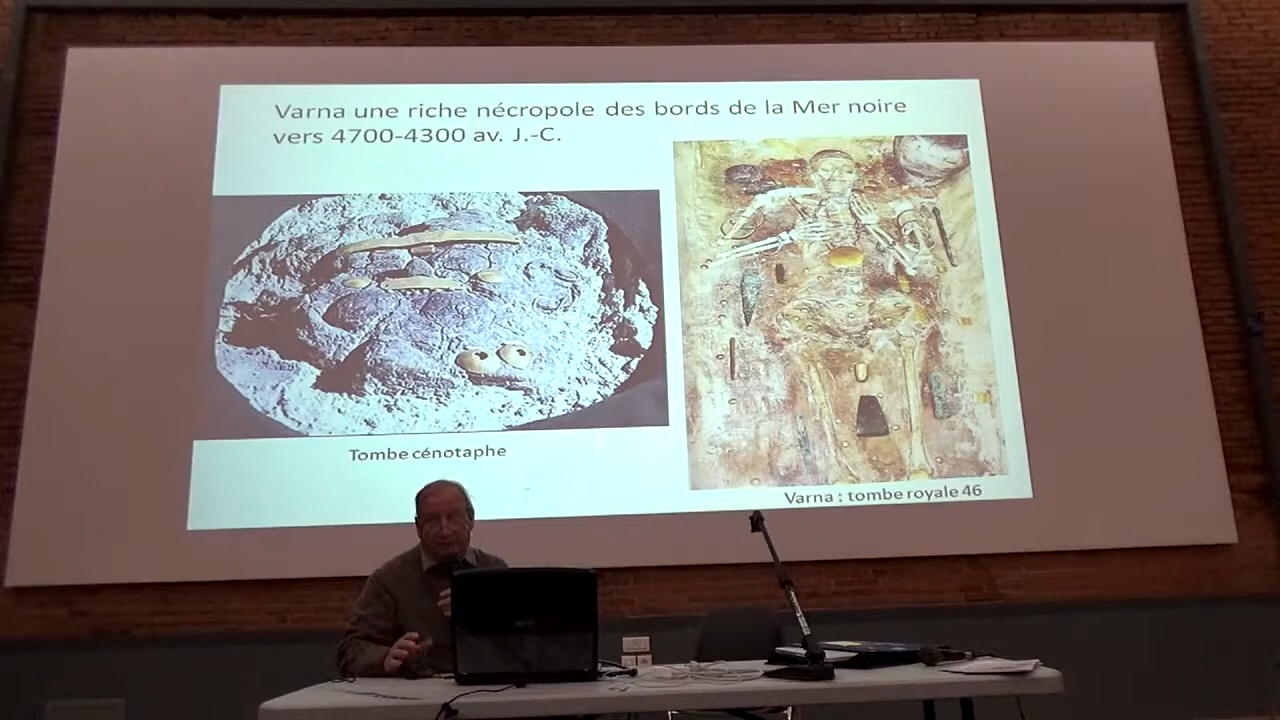 Varna une riche nécropole des bords de la Mer noire
vers 4700-4300 av. J.-C.
Tombe cénotaphe
Varna : tombe royale 46